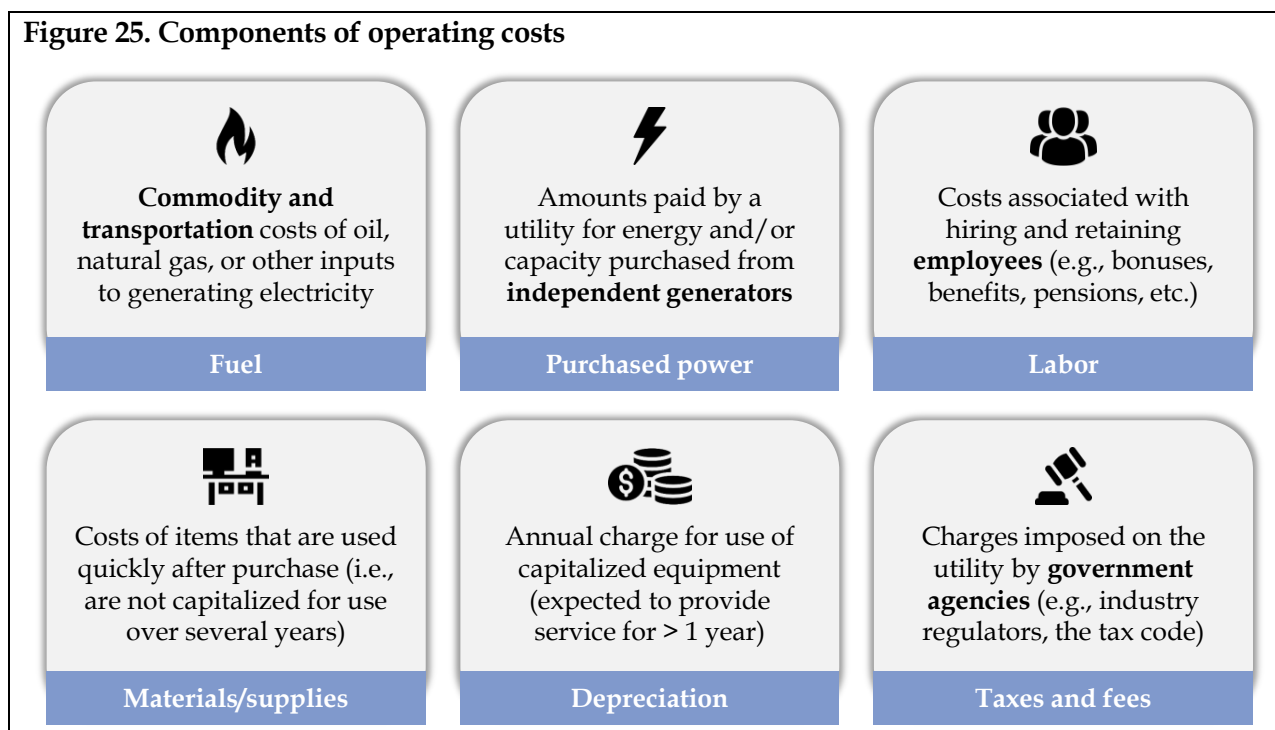 Figure 25. Components of operating costs
Commodity and
transportation costs of oil,
natural gas, or other inputs
to generating electricity
Fuel
Amounts paid by a
utility for energy and/or
capacity purchased from
independent generators
Purchased power
Costs associated with
hiring and retaining
employees (e.g., bonuses,
benefits, pensions, etc.)
Labor
Costs of items that are used
quickly after purchase (i.e.,
are not capitalized for use
over several years)
Materials/supplies
$
Annual charge for use of
capitalized equipment
(expected to provide
service for > 1 year)
Depreciation
Charges imposed on the
utility by government
agencies (e.g., industry
regulators, the tax code)
Taxes and fees